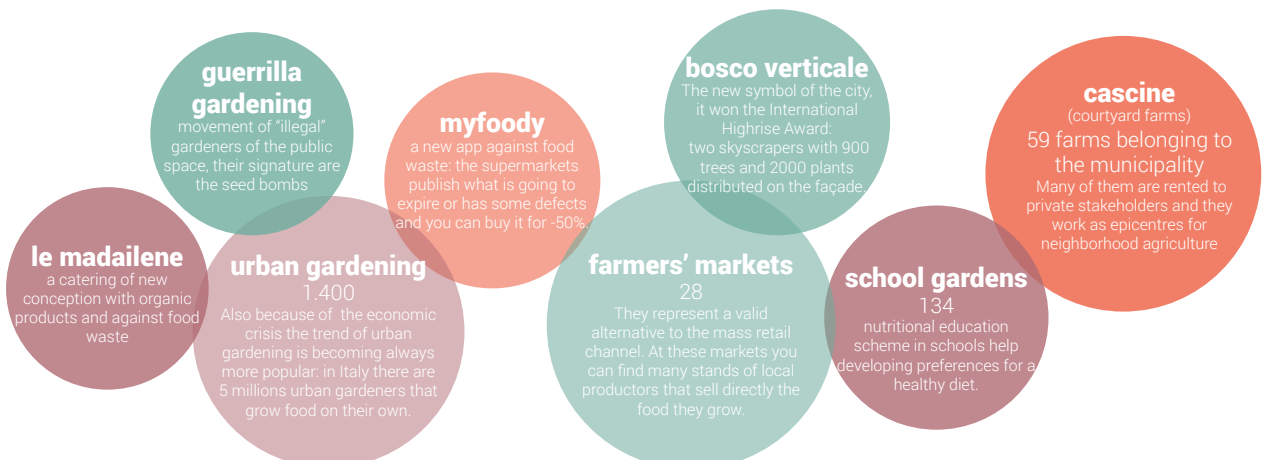 guerrilla
gardening
movement of “illegal”
gardeners of the public
space, their signature are
the seed bombs
myfoody
a new app against food
waste: the supermarkets
publish what is going to
expire or has some defects
and you can buy it for -50%.
bosco verticale
The new symbol of the city,
it won the International
Highrise Award:
two skyscrapers with 900
trees and 2000 plants
distributed on the façade.
cascine
(courtyard farms)
59 farms belonging to
the municipality
Many of them are rented to
private stakeholders and they
work as epicentres for
neighborhood agriculture
le madailene
a catering of new
conception with organic
products and against food
waste
urban gardening
1.400
Also because of the economic
crisis the trend of urban
gardening is becoming always
more popular: in Italy there are
5 millions urban gardeners that
grow food on their own.
farmers’ markets
28
They represent a valid
alternative to the mass retail
channel. At these markets you
can find many stands of local
productors that sell directly the
food they grow.
school gardens
134
nutritional education
scheme in schools help
developing preferences for a
healthy diet.